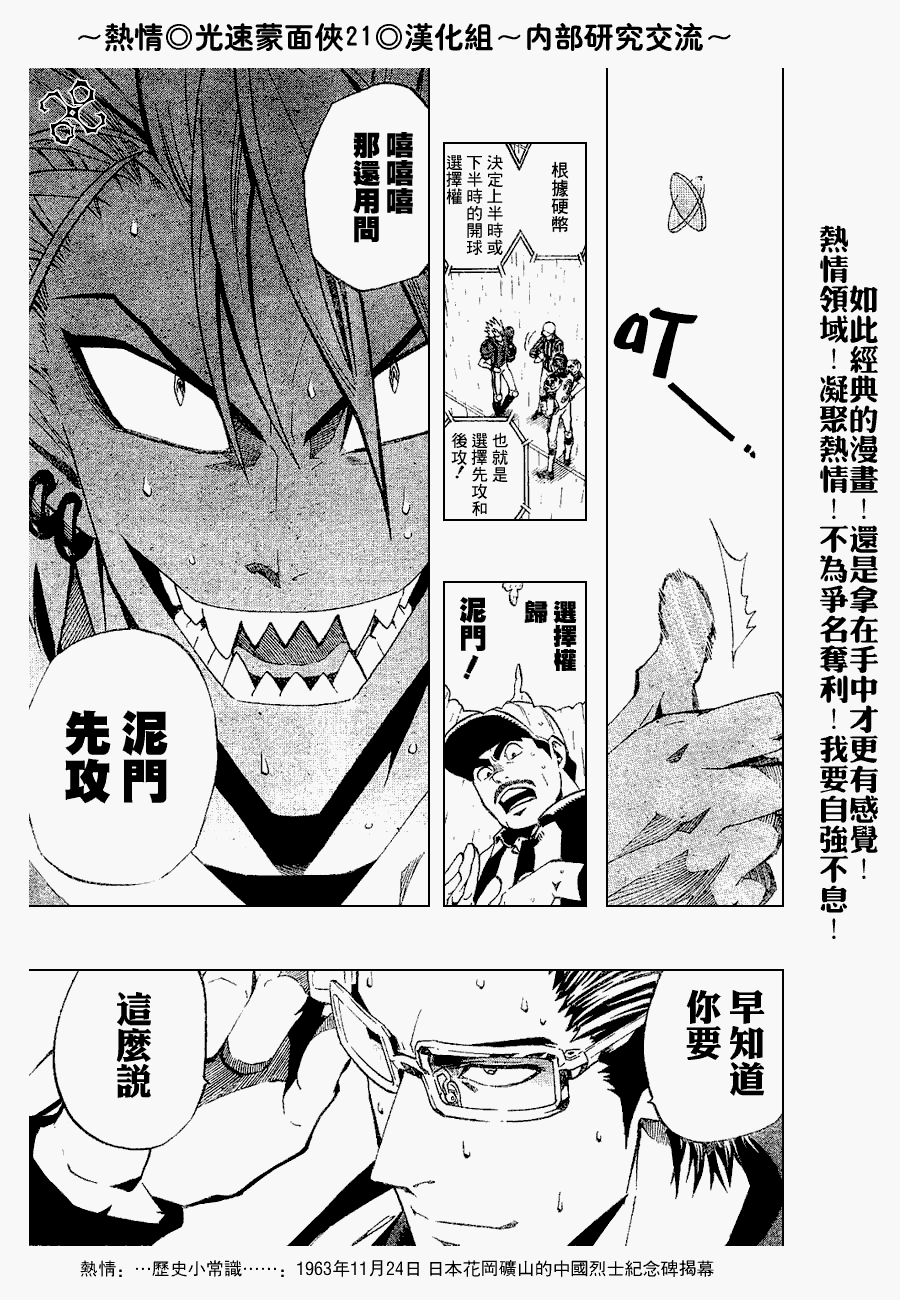 ～熱情◎光速蒙面俠21◎漢化組～内部研究交流～
如此經典的漫畫！還是拿在手中才更有感覺！
熱情領域！凝聚熱情！不為爭名奪利！我要自強不息！
叮
根據硬幣
決定上半時或
下半時的開球
選擇權
也就是
選擇先攻和
後攻！
選擇權
歸
泥門！
嘻嘻嘻
那還用問
泥門
先攻
早知道
你要
這麼說
熱情：…歷史小常識……：1963年11月24日 日本花岡礦山的中國烈士紀念碑揭幕